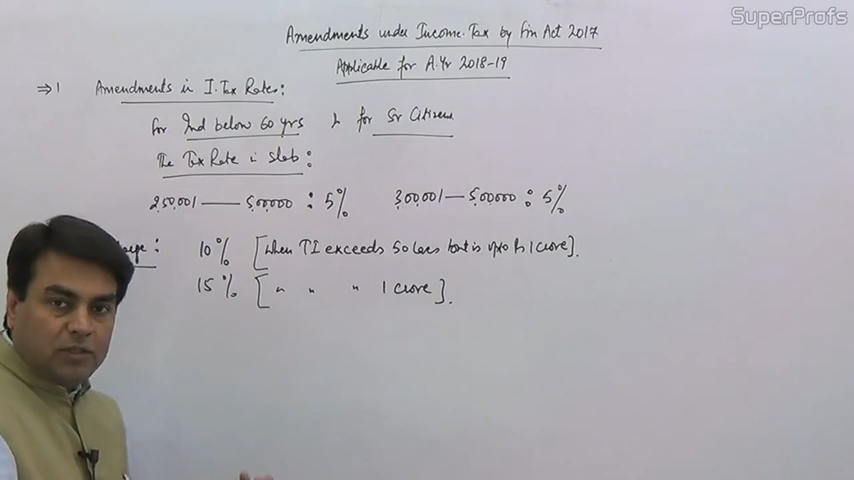 SuperProfs
Amendments under Income Tax by Fin Act 2017
Applicable for A.Yr 2018-19
⇒ 1 Amendments in I.Tax Rates:
for Ind below 60 yrs & for Sr Citizens
The Tax Rate in slab:
2,50,001 — 5,00,000 : 5% 3,00,001 — 5,00,000 : 5%
: 10% [When TI exceeds 50 lacs but is upto Rs 1 crore].
15% [ " " " 1 crore].